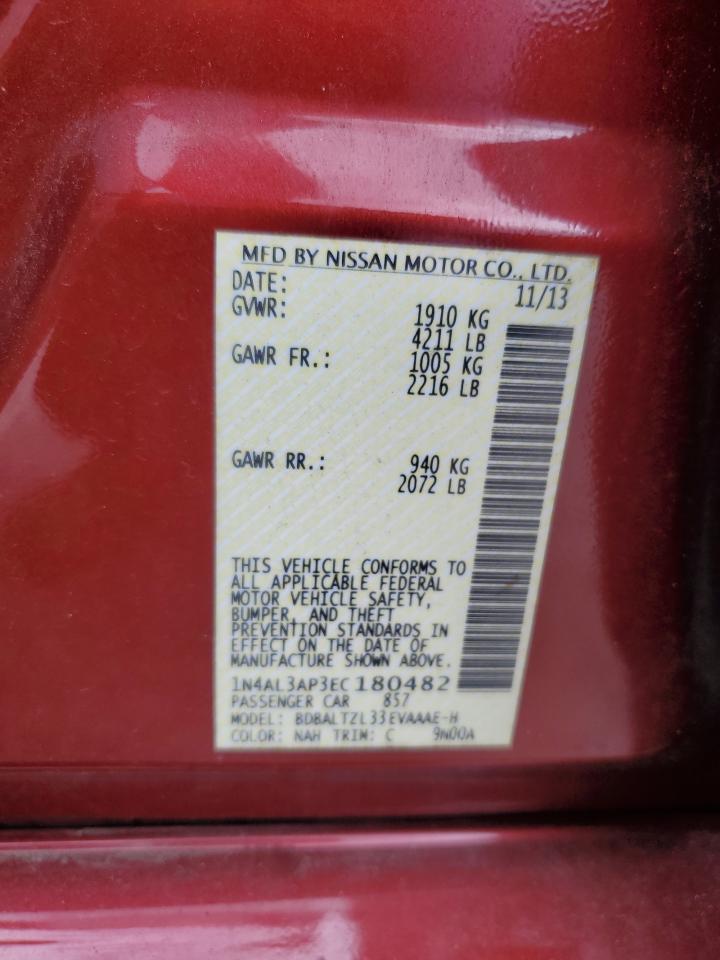 MFD BY NISSAN MOTOR CO., LTD.
DATE: 11/13
GVWR: 1910 KG
4211 LB
GAWR FR.: 1005 KG
2216 LB
GAWR RR.: 940 KG
2072 LB
THIS VEHICLE CONFORMS TO
ALL APPLICABLE FEDERAL
MOTOR VEHICLE SAFETY,
BUMPER, AND THEFT
PREVENTION STANDARDS IN
EFFECT ON THE DATE OF
MANUFACTURE SHOWN ABOVE.
1N4AL3AP3EC180482
PASSENGER CAR 857
MODEL: BDBALTZL33EVAAAE-H
COLOR: NAH TRIM: C 9N00A